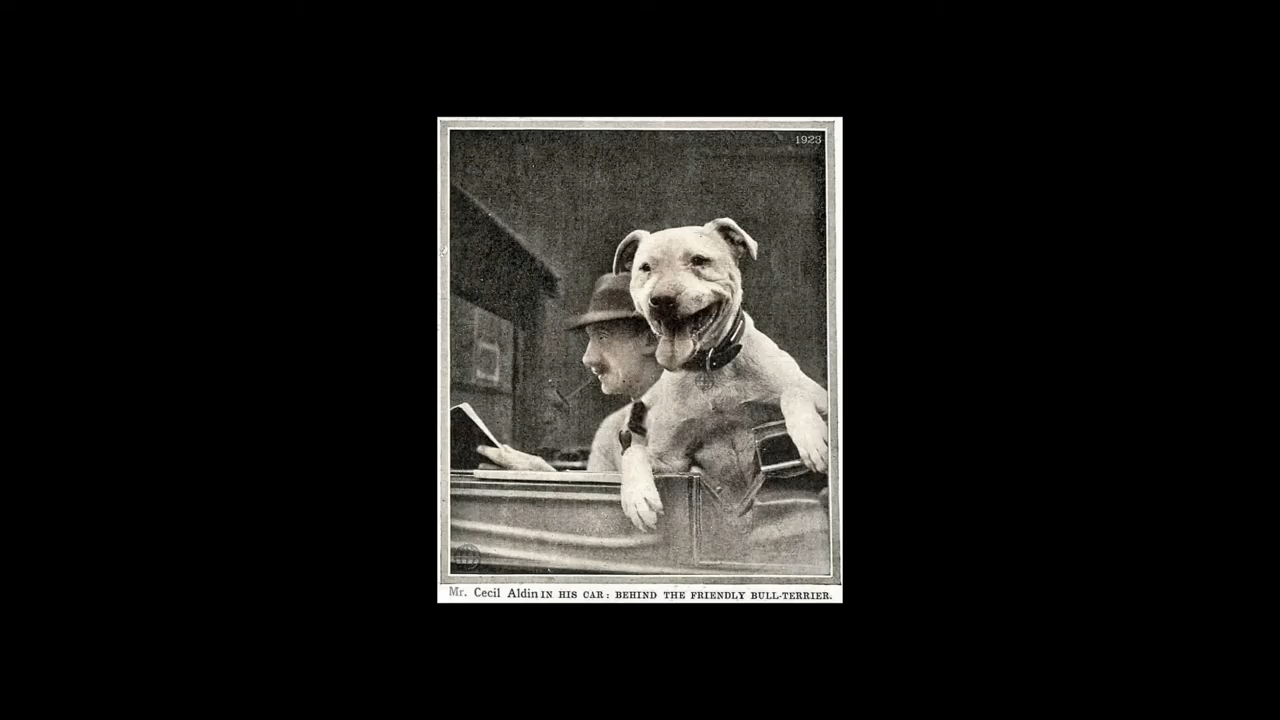 1923
Mr. Cecil Aldin IN HIS CAR: BEHIND THE FRIENDLY BULL-TERRIER.